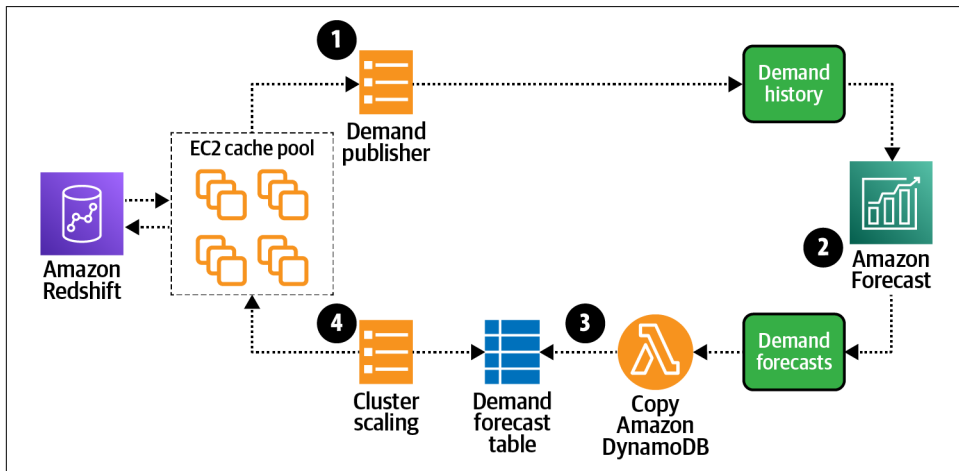 1
Demand
publisher
Demand
history
EC2 cache pool
Amazon
Redshift
2
Amazon
Forecast
4
Cluster
scaling
Demand
forecast
table
3
Copy
Amazon
DynamoDB
Demand
forecasts